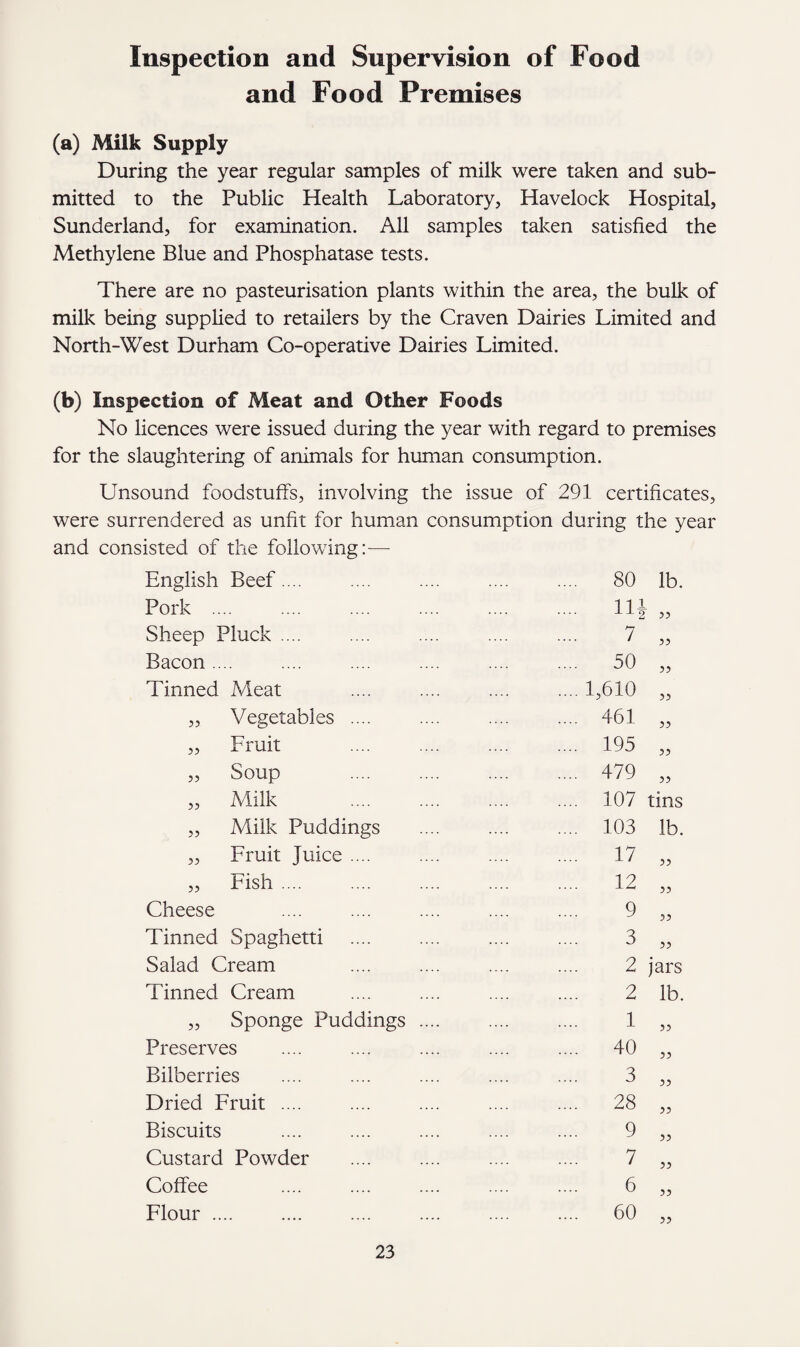 Inspection and Supervision of Food
and Food Premises
(a) Milk Supply
During the year regular samples of milk were taken and sub-
mitted to the Public Health Laboratory, Havelock Hospital,
Sunderland, for examination. All samples taken satisfied the
Methylene Blue and Phosphatase tests.
There are no pasteurisation plants within the area, the bulk of
milk being supplied to retailers by the Craven Dairies Limited and
North-West Durham Co-operative Dairies Limited.
(b) Inspection of Meat and Other Foods
No licences were issued during the year with regard to premises
for the slaughtering of animals for human consumption.
Unsound foodstuffs, involving the issue of 291 certificates,
were surrendered as unfit for human consumption during the year
and consisted of the following:—
English Beef .... .... .... .... .... 80 lb.
Pork .... .... .... .... .... .... 11½ „
Sheep Pluck .... .... .... .... .... 7 „
Bacon .... .... .... .... .... .... 50 „
Tinned Meat .... .... .... .... 1,610 „
„ Vegetables .... .... .... .... 461 „
„ Fruit .... .... .... .... 195 „
„ Soup .... .... .... .... 479 „
„ Milk .... .... .... .... 107 tins
„ Milk Puddings .... .... .... 103 lb.
„ Fruit Juice .... .... .... .... 17 „
„ Fish .... .... .... .... .... 12 „
Cheese .... .... .... .... .... 9 „
Tinned Spaghetti .... .... .... .... 3 „
Salad Cream .... .... .... .... 2 jars
Tinned Cream .... .... .... .... 2 lb.
„ Sponge Puddings .... .... .... 1 „
Preserves .... .... .... .... .... 40 „
Bilberries .... .... .... .... .... 3 „
Dried Fruit .... .... .... .... .... 28 „
Biscuits .... .... .... .... .... 9 „
Custard Powder .... .... .... .... 7 „
Coffee .... .... .... .... .... 6 „
Flour .... .... .... .... .... .... 60 „
23